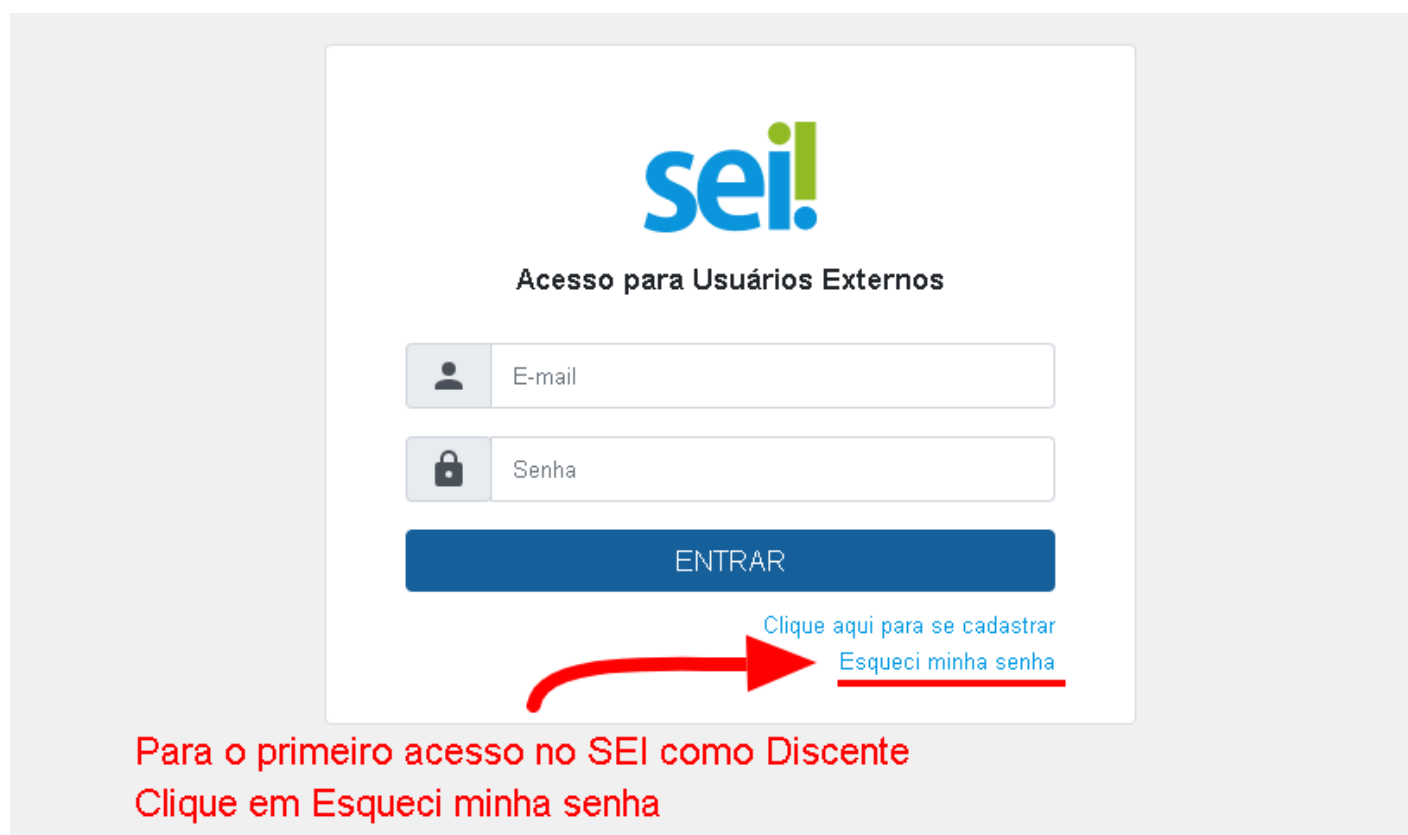 sei!
Acesso para Usuários Externos
E-mail
Senha
ENTRAR
Clique aqui para se cadastrar
Esqueci minha senha
Para o primeiro acesso no SEI como Discente
Clique em Esqueci minha senha